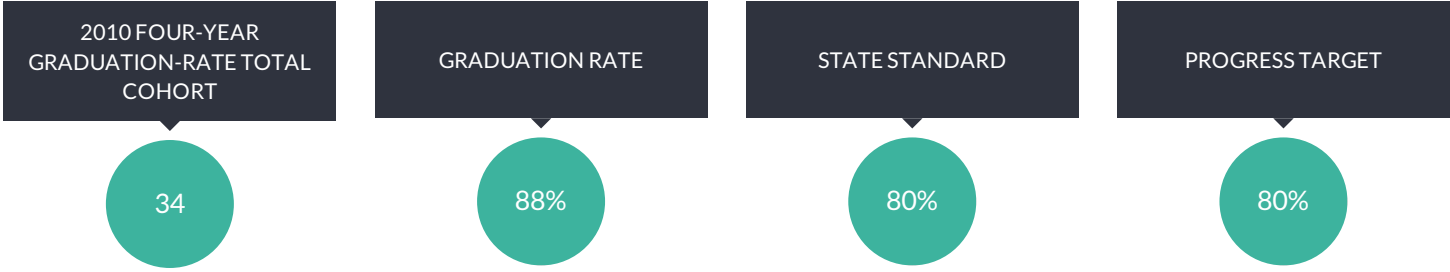 2010 FOUR-YEAR
GRADUATION-RATE TOTAL
COHORT
34
GRADUATION RATE
88%
STATE STANDARD
80%
PROGRESS TARGET
80%